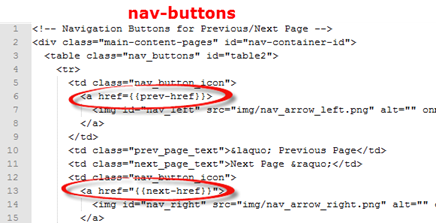 nav-buttons
1 <!-- Navigation Buttons for Previous/Next Page -->
2 <div class="main-content-pages" id="nav-container-id">
3 <table class="nav_buttons" id="table2">
4 <tr>
5 <td class="nav_button_icon">
6 <a href={{prev-href}}>
7 <img id="nav_left" src="img/nav_arrow_left.png" alt="" on
8 </a>
9 </td>
10 <td class="prev_page_text">&laquo; Previous Page</td>
11 <td class="next_page_text">Next Page &raquo;</td>
12 <td class="nav_button_icon">
13 <a href="{{next-href}}">
14 <img id="nav_right" src="img/nav_arrow_right.png" alt="" o
15 </a>